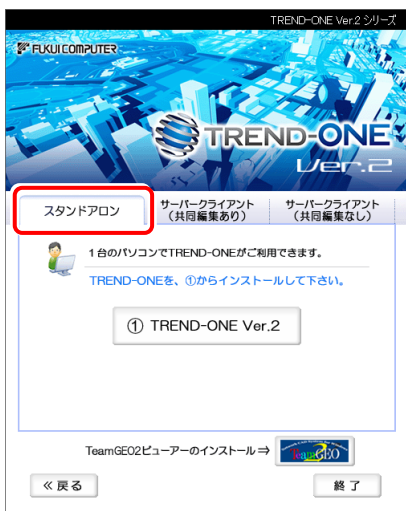 TREND-ONE Ver.2 シリーズ
FUKUI COMPUTER
TREND-ONE
Ver.2
スタンドアロン
サーバークライアント
（共同編集あり）
サーバークライアント
（共同編集なし）
1台のパソコンでTREND-ONEがご利用できます。
TREND-ONEを、①からインストールして下さい。
① TREND-ONE Ver.2
TeamGEO2ビューアーのインストール⇒
TeamGEO
≪戻る
終了